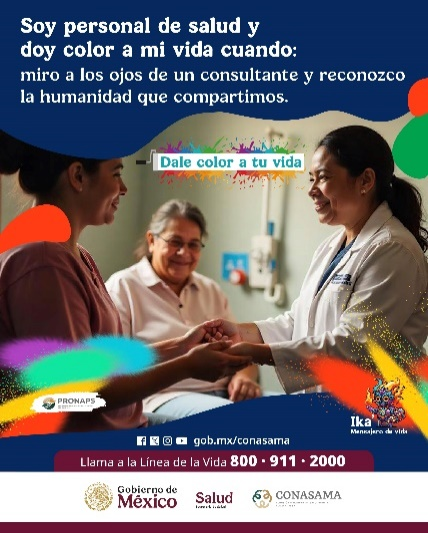 Soy personal de salud y
doy color a mi vida cuando:
miro a los ojos de un consultante y reconozco
la humanidad que compartimos.
Dale color a tu vida
PRONAPS
Ika
Mensajero de vida
gob.mx/conasama
Llama a la Línea de la Vida 800 • 911 • 2000
Gobierno de
México
Salud
CONASAMA